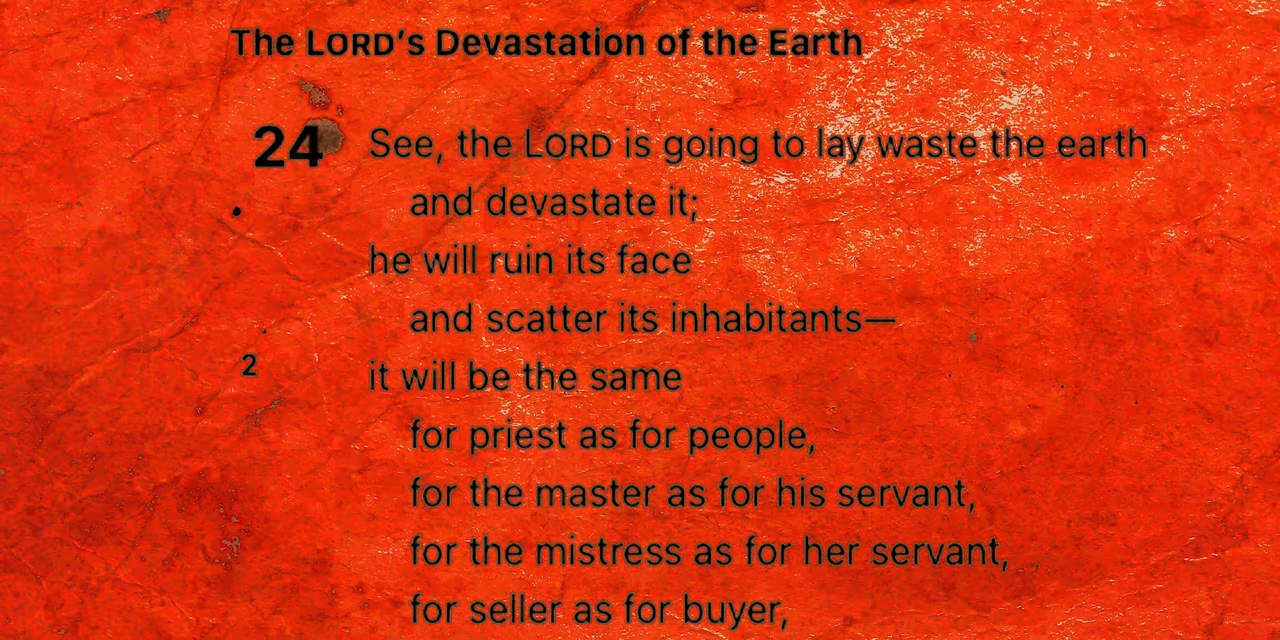 The LORD's Devastation of the Earth
24 See, the LORD is going to lay waste the earth
and devastate it;
he will ruin its face
and scatter its inhabitants—
2 it will be the same
for priest as for people,
for the master as for his servant,
for the mistress as for her servant,
for seller as for buyer,